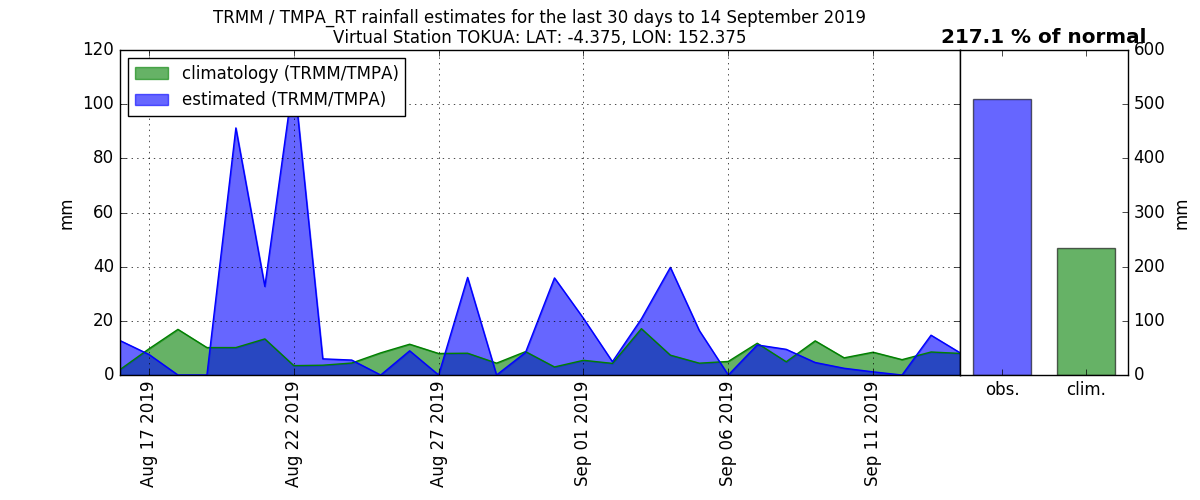 TRMM / TMPA_RT rainfall estimates for the last 30 days to 14 September 2019
Virtual Station TOKUA: LAT: -4.375, LON: 152.375
217.1 % of normal
climatology (TRMM/TMPA)
estimated (TRMM/TMPA)
mm
120
100
80
60
40
20
0
Aug 17 2019
Aug 22 2019
Aug 27 2019
Sep 01 2019
Sep 06 2019
Sep 11 2019
600
500
400
300
200
100
0
mm
obs.
clim.